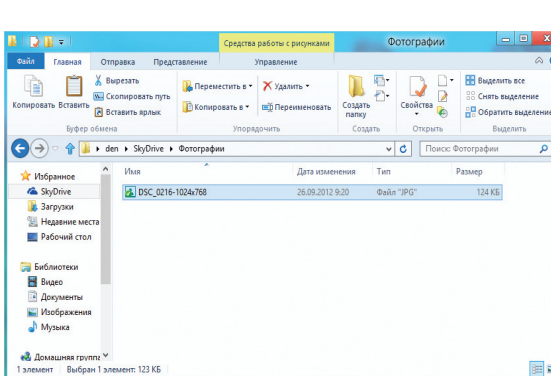 Средства работы с рисунками
Фотографии
Файл
Главная
Отправка
Представление
Управление
Копировать
Вставить
Вырезать
Скопировать путь
Вставить ярлык
Буфер обмена
Переместить в
Копировать в
Удалить
Переименовать
Упорядочить
Создать папку
Создать
Свойства
Открыть
Выделить все
Снять выделение
Обратить выделение
Выделить
den
SkyDrive
Фотографии
Поиск: Фотографии
Имя
Дата изменения
Тип
Размер
DSC_0216-1024x768
26.09.2012 9:20
Файл "JPG"
124 КБ
Избранное
SkyDrive
Загрузки
Недавние места
Рабочий стол
Библиотеки
Видео
Документы
Изображения
Музыка
Домашняя группа
1 элемент
Выбран 1 элемент: 123 КБ